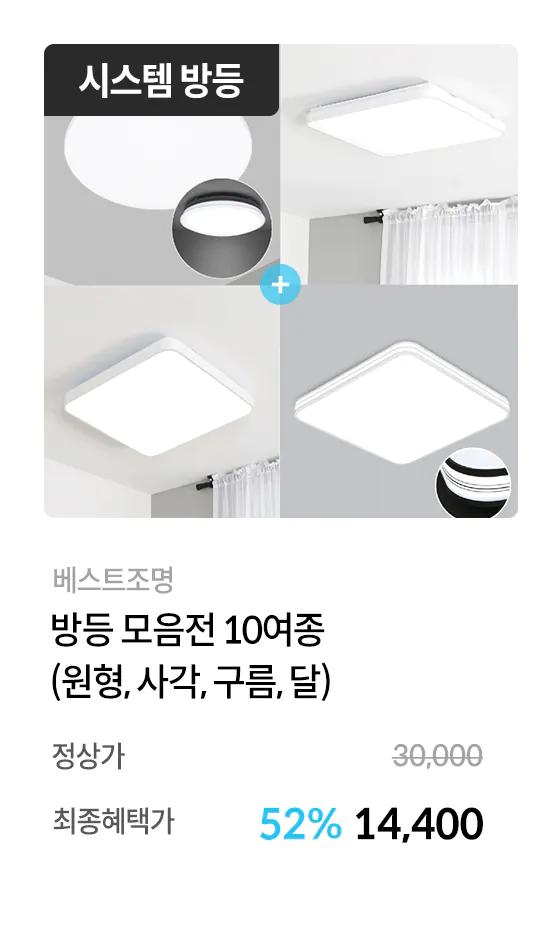 시스템 방등
+
베스트조명
방등 모음전 10여종
(원형, 사각, 구름, 달)
정상가 30,000
최종혜택가 52% 14,400